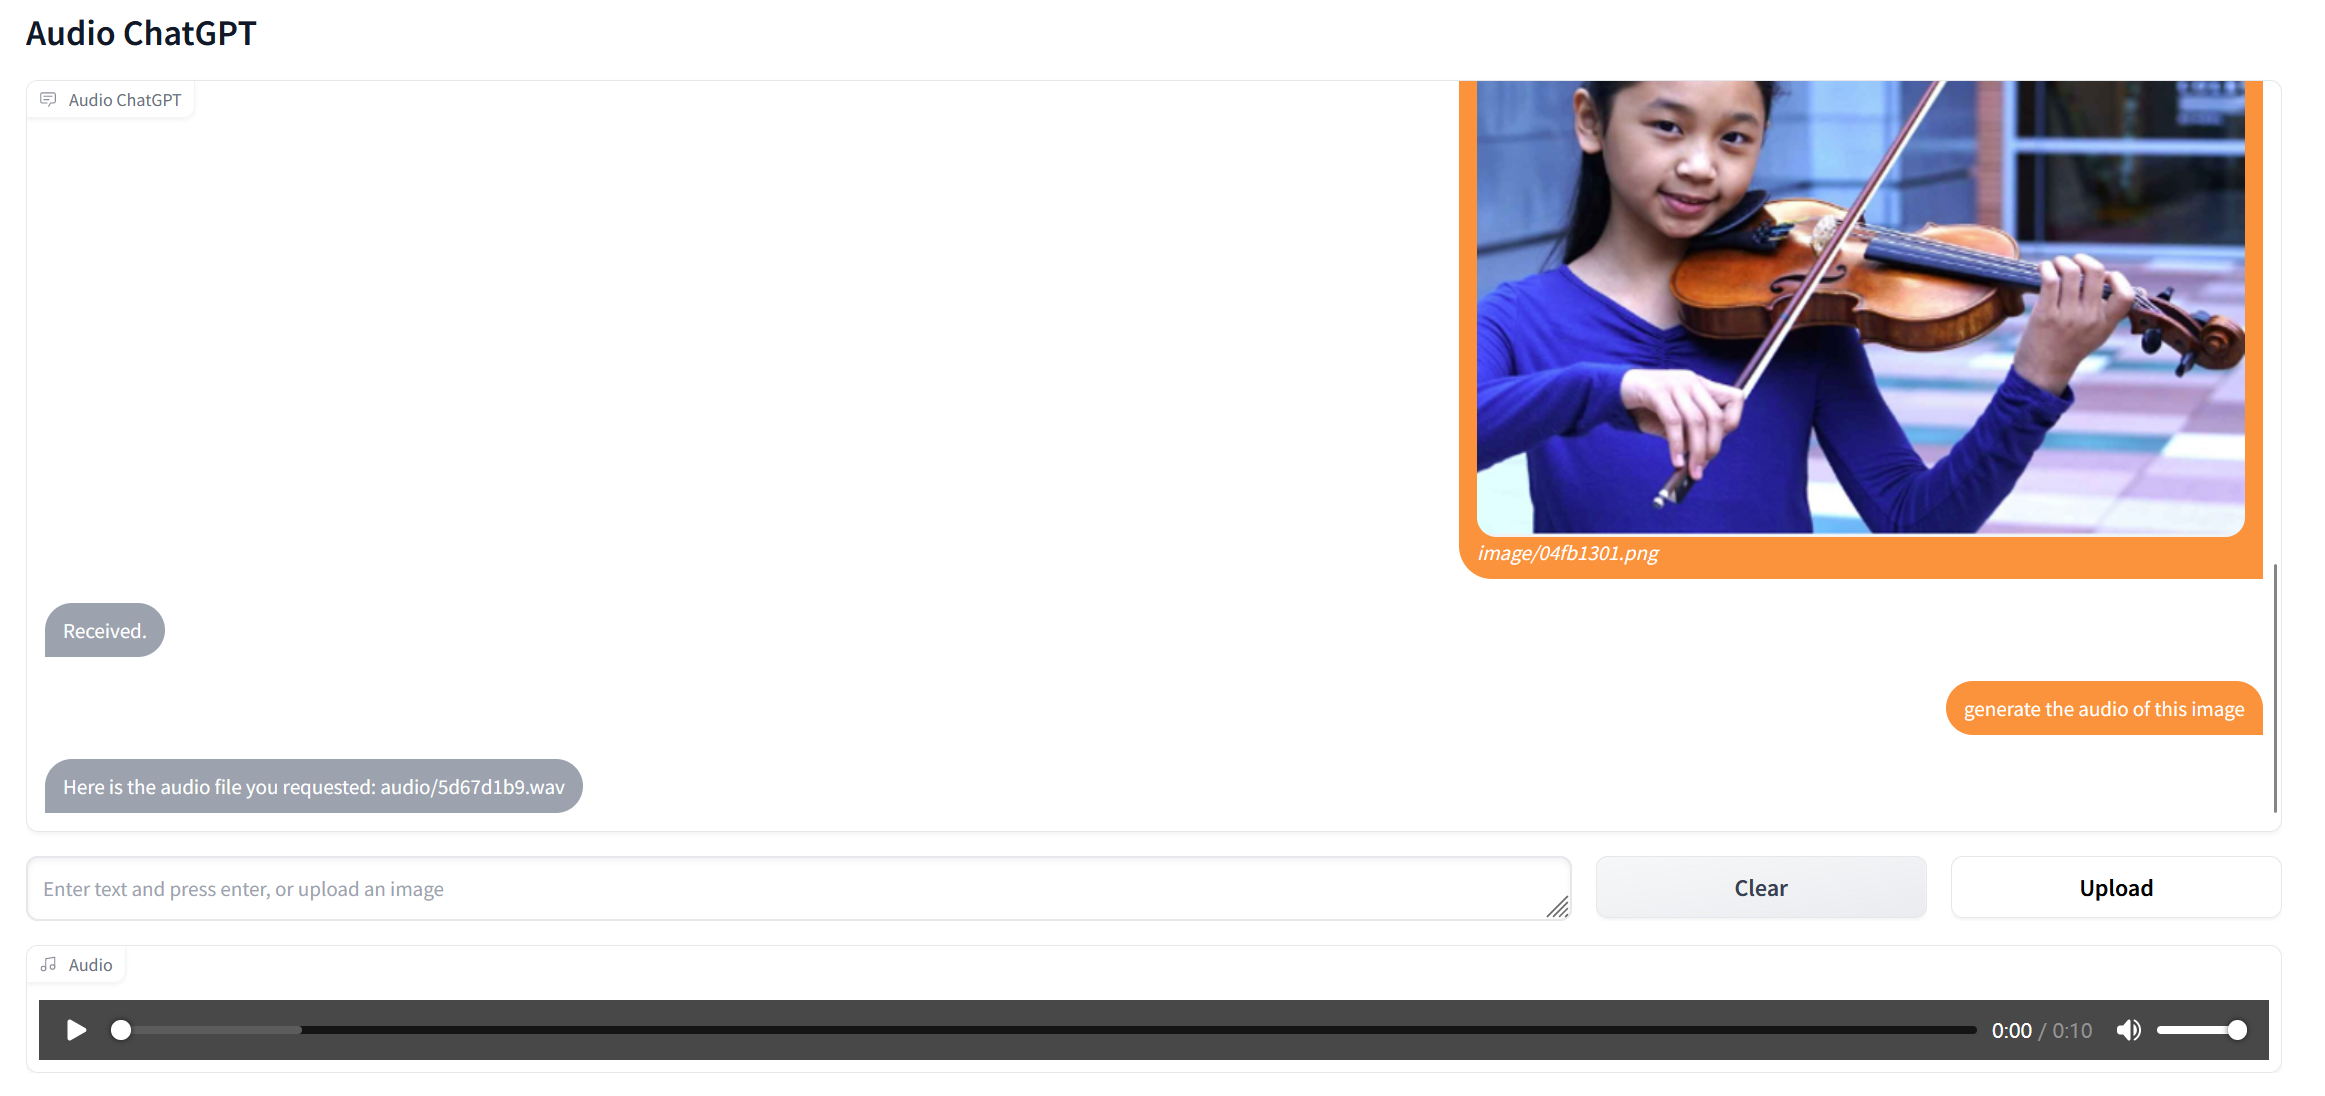 Audio ChatGPT
Audio ChatGPT
image/04fb1301.png
Received.
generate the audio of this image
Here is the audio file you requested: audio/5d67d1b9.wav
Enter text and press enter, or upload an image
Clear
Upload
Audio
0:00 / 0:10